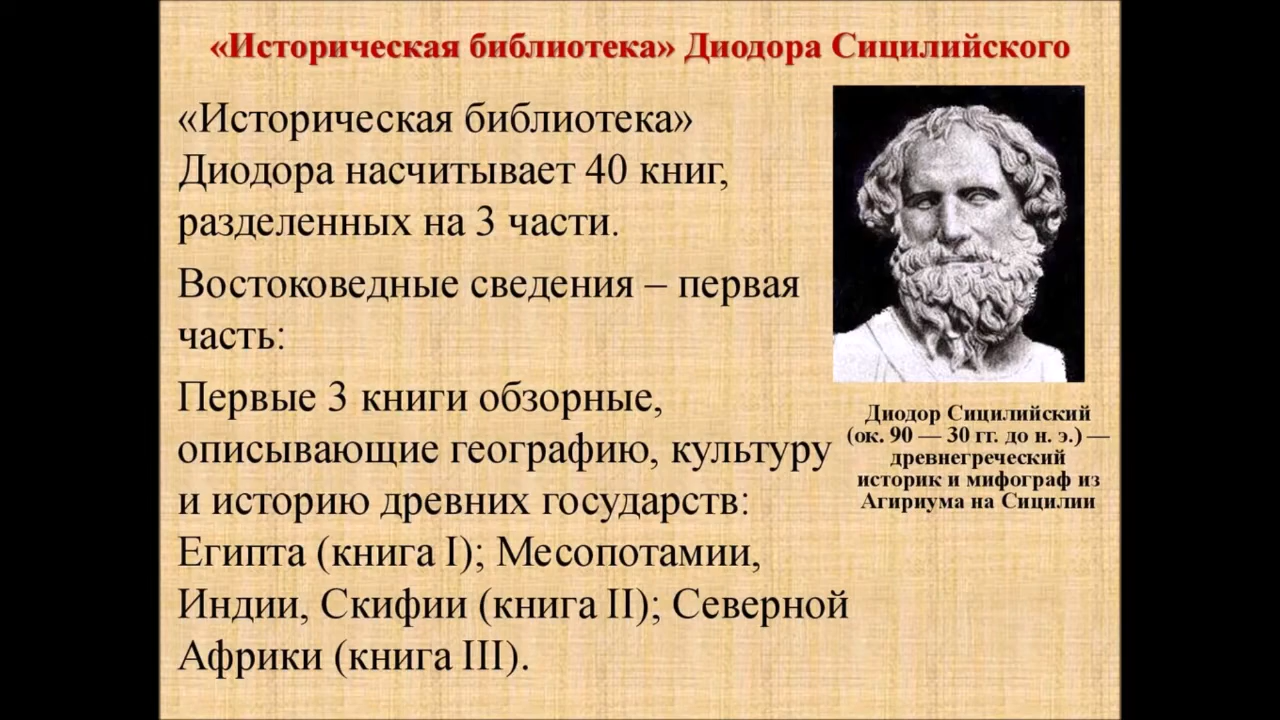 «Историческая библиотека» Диодора Сицилийского
«Историческая библиотека»
Диодора насчитывает 40 книг,
разделенных на 3 части.
Востоковедные сведения – первая
часть:
Первые 3 книги обзорные,
описывающие географию, культуру
и историю древних государств:
Египта (книга I); Месопотамии,
Индии, Скифии (книга II); Северной
Африки (книга III).
Диодор Сицилийский
(ок. 90 — 30 гг. до н. э.) —
древнегреческий
историк и мифограф из
Агириума на Сицилии